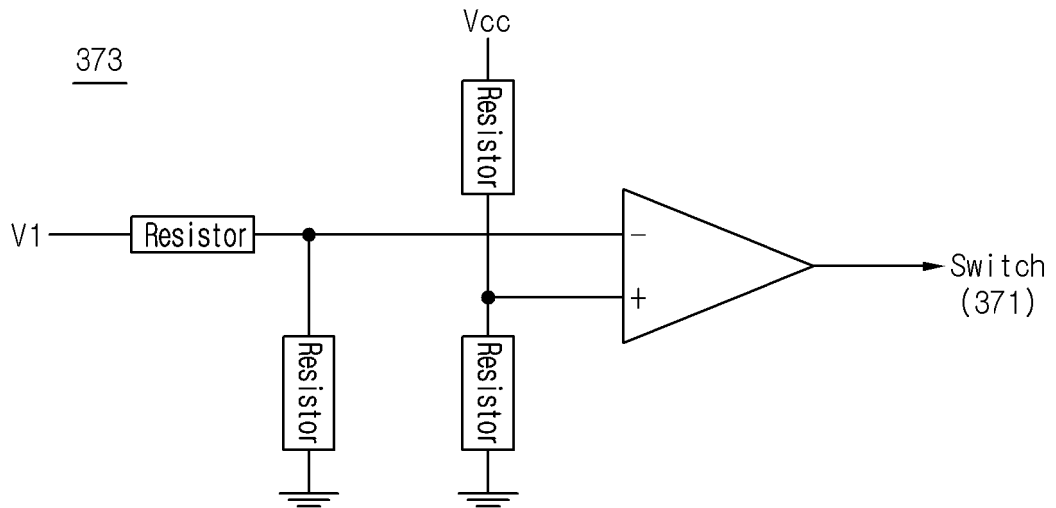 373
Vcc
Resistor
V1
Resistor
−
+
Switch
(371)
Resistor
Resistor